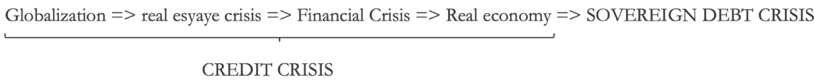 Globalization => real esyaye crisis => Financial Crisis => Real economy => SOVEREIGN DEBT CRISIS
CREDIT CRISIS